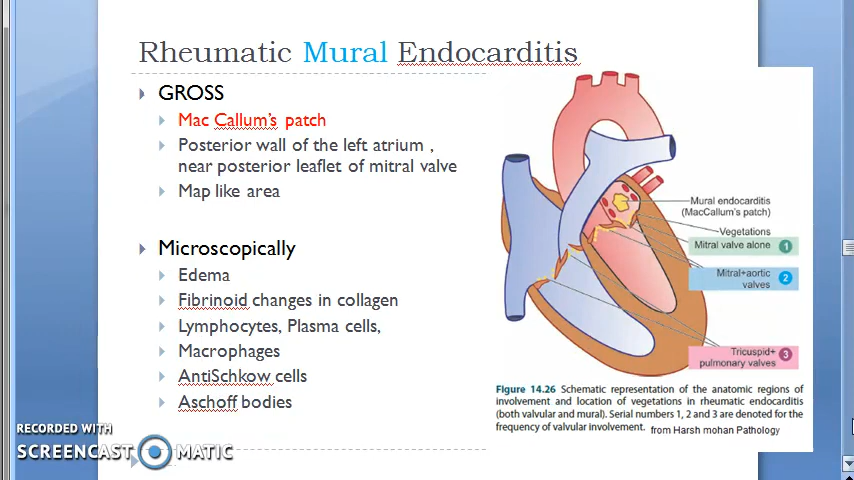 Rheumatic Mural Endocarditis
GROSS
Mac Callum's patch
Posterior wall of the left atrium ,
near posterior leaflet of mitral valve
Map like area
Microscopically
Edema
Fibrinoid changes in collagen
Lymphocytes, Plasma cells,
Macrophages
AntiSchkow cells
Aschoff bodies
Mural endocarditis
(MacCallum's patch)
Vegetations
Mitral valve alone 1
Mitral+aortic 2
valves
Tricuspid+ 3
pulmonary valves
Figure 14.26 Schematic representation of the anatomic regions of
involvement and location of vegetations in rheumatic endocarditis
(both valvular and mural). Serial numbers 1, 2 and 3 are denoted for the
frequency of valvular involvement. from Harsh mohan Pathology
RECORDED WITH
SCREENCAST MATIC